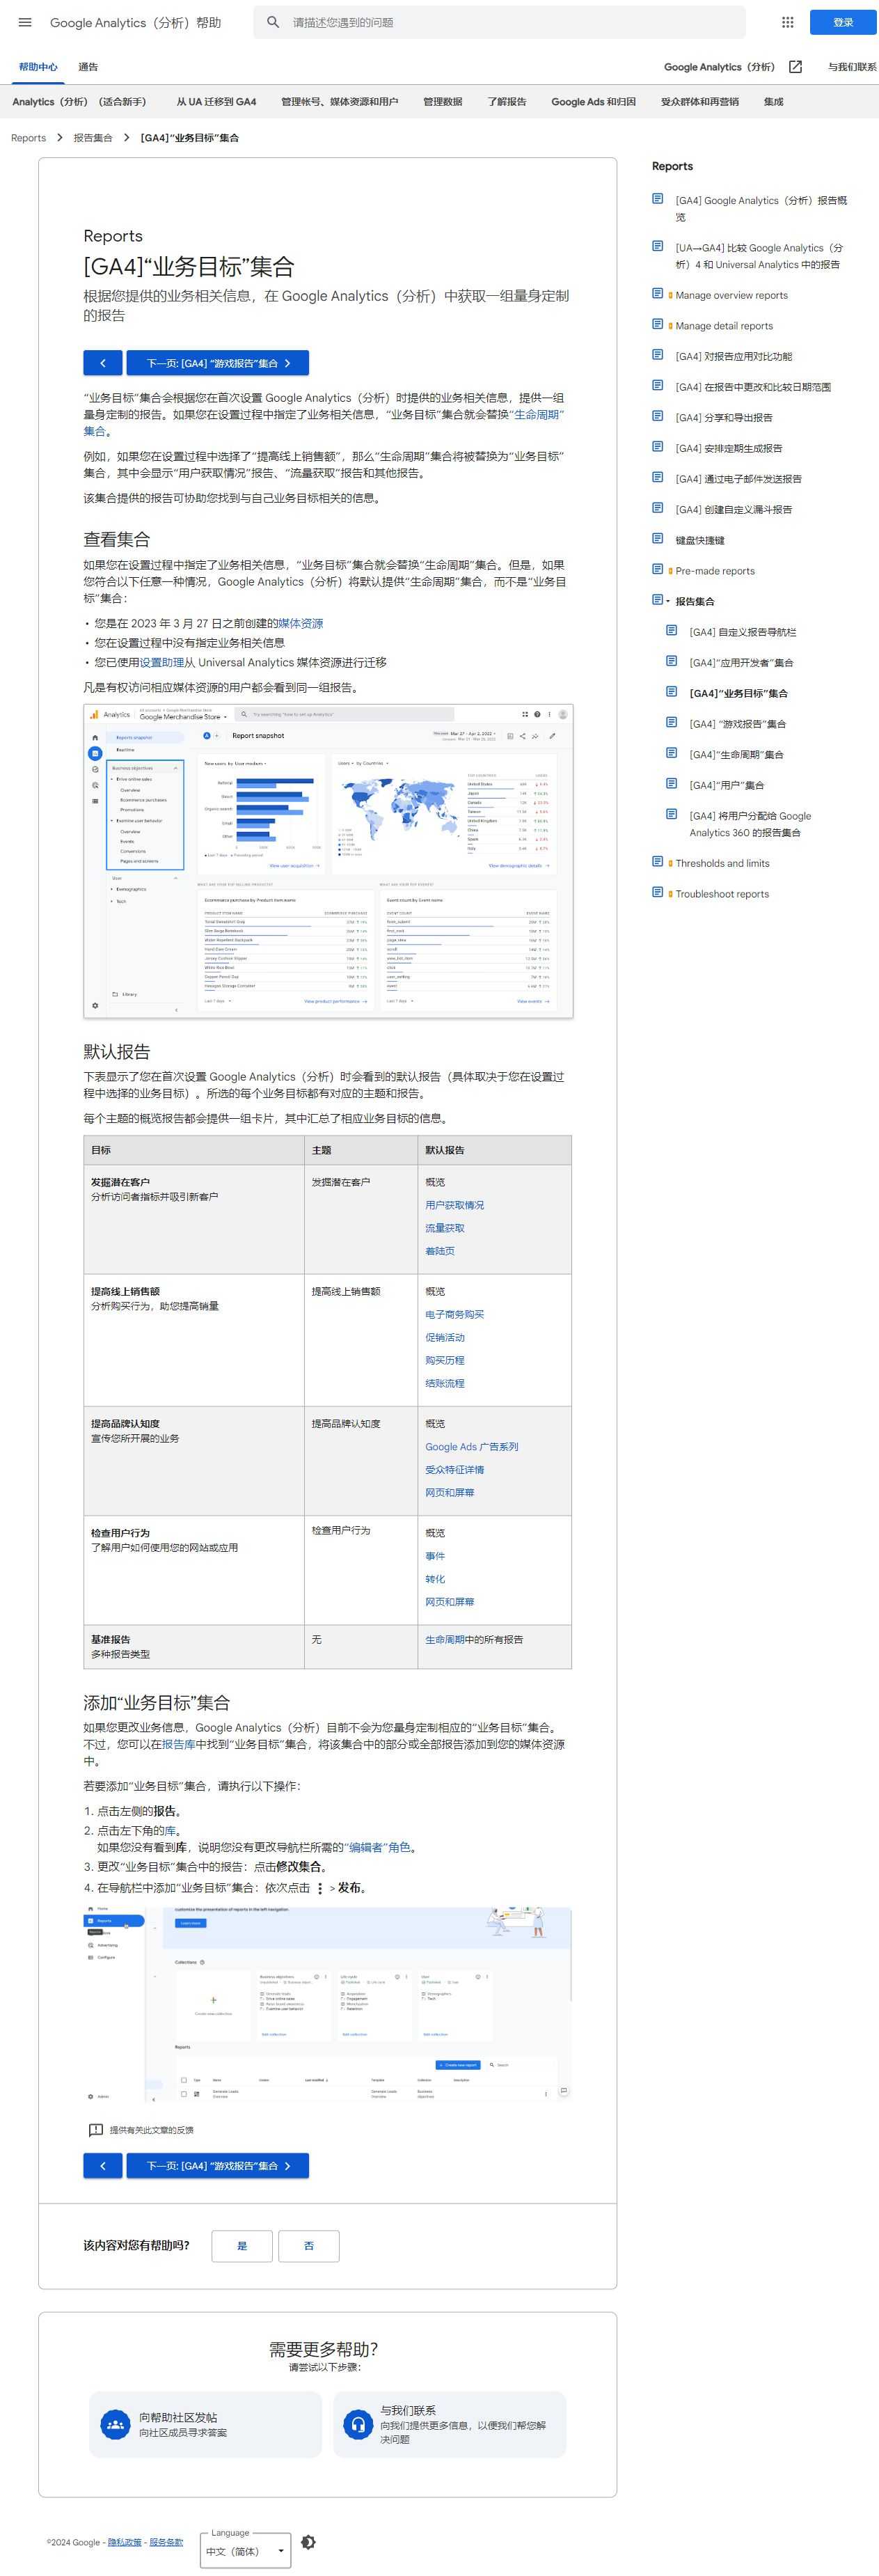 Google Analytics（分析）帮助
请描述您遇到的问题
登录
帮助中心
通告
Google Analytics（分析）
与我们联系
Analytics（分析）（适合新手）
从 UA 迁移到 GA4
管理帐号、媒体资源和用户
管理数据
了解报告
Google Ads 和归因
受众群体和再营销
集成
Reports
报告集合
[GA4]“业务目标”集合
Reports
[GA4]“业务目标”集合
根据您提供的业务相关信息，在 Google Analytics（分析）中获取一组量身定制
的报告
下一页: [GA4] “游戏报告”集合
“业务目标”集合会根据您在首次设置 Google Analytics（分析）时提供的业务相关信息，提供一组
量身定制的报告。如果您在设置过程中指定了业务相关信息，“业务目标”集合就会替换“生命周期”
集合。
例如，如果您在设置过程中选择了“提高线上销售额”，那么“生命周期”集合将被替换为“业务目标”
集合，其中会显示“用户获取情况”报告、“流量获取”报告和其他报告。
该集合提供的报告可协助您找到与自己业务目标相关的信息。
查看集合
如果您在设置过程中指定了业务相关信息，“业务目标”集合就会替换“生命周期”集合。但是，如果
您符合以下任意一种情况，Google Analytics（分析）将默认提供“生命周期”集合，而不是“业务目
标”集合：
• 您是在 2023 年 3 月 27 日之前创建的媒体资源
• 您在设置过程中没有指定业务相关信息
• 您已使用设置助理从 Universal Analytics 媒体资源进行迁移
凡是有权访问相应媒体资源的用户都会看到同一组报告。
Analytics
Google Merchandise Store
Reports snapshot
Realtime
Business objectives
Drive online sales
Overview
Ecommerce purchases
Promotions
Examine user behavior
Overview
Events
Conversions
Pages and screens
User
Demographics
Tech
Library
Report snapshot
View user acquisition
View demographic details
View product performance
View events
默认报告
下表显示了您在首次设置 Google Analytics（分析）时会看到的默认报告（具体取决于您在设置过
程中选择的业务目标）。所选的每个业务目标都有对应的主题和报告。
每个主题的概览报告都会提供一组卡片，其中汇总了相应业务目标的信息。
目标
主题
默认报告
发掘潜在客户
分析访问者指标并吸引新客户
发掘潜在客户
概览
用户获取情况
流量获取
着陆页
提高线上销售额
分析购买行为，助您提高销量
提高线上销售额
概览
电子商务购买
促销活动
购买历程
结账流程
提高品牌认知度
宣传您所开展的业务
提高品牌认知度
概览
Google Ads 广告系列
受众特征详情
网页和屏幕
检查用户行为
了解用户如何使用您的网站或应用
检查用户行为
概览
事件
转化
网页和屏幕
基准报告
多种报告类型
无
生命周期中的所有报告
添加“业务目标”集合
如果您更改业务信息，Google Analytics（分析）目前不会为您量身定制相应的“业务目标”集合。
不过，您可以在报告库中找到“业务目标”集合，将该集合中的部分或全部报告添加到您的媒体资源
中。
若要添加“业务目标”集合，请执行以下操作：
1. 点击左侧的报告。
2. 点击左下角的库。
如果您没有看到库，说明您没有更改导航栏所需的“编辑者”角色。
3. 更改“业务目标”集合中的报告：点击修改集合。
4. 在导航栏中添加“业务目标”集合：依次点击 > 发布。
Home
Reports
Advertising
Configure
Admin
customize the presentation of reports in the left navigation
Collections
Reports
Create new report
Search
提供有关此文章的反馈
下一页: [GA4] “游戏报告”集合
该内容对您有帮助吗？
是
否
需要更多帮助？
请尝试以下步骤：
向帮助社区发帖
向社区成员寻求答案
与我们联系
向我们提供更多信息，以便我们帮您解
决问题
Reports
[GA4] Google Analytics（分析）报告概
览
[UA→GA4] 比较 Google Analytics（分
析）4 和 Universal Analytics 中的报告
Manage overview reports
Manage detail reports
[GA4] 对报告应用对比功能
[GA4] 在报告中更改和比较日期范围
[GA4] 分享和导出报告
[GA4] 安排定期生成报告
[GA4] 通过电子邮件发送报告
[GA4] 创建自定义漏斗报告
键盘快捷键
Pre-made reports
报告集合
[GA4] 自定义报告导航栏
[GA4]“应用开发者”集合
[GA4]“业务目标”集合
[GA4] “游戏报告”集合
[GA4]“生命周期”集合
[GA4]“用户”集合
[GA4] 将用户分配给 Google
Analytics 360 的报告集合
Thresholds and limits
Troubleshoot reports
©2024 Google - 隐私政策 - 服务条款
Language
中文（简体）